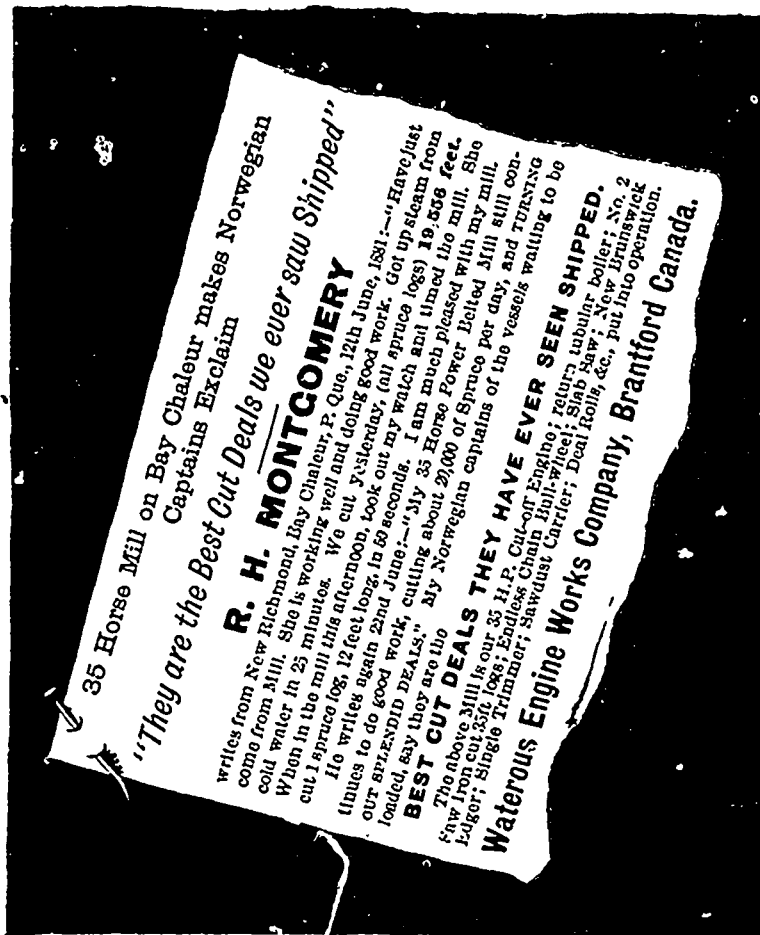 35 Horse Mill on Bay Chaleur makes Norwegian
Captains Exclaim
"They are the Best Cut Deals we ever saw Shipped"
R. H. MONTGOMERY
writes from New Richmond, Bay Chaleur, P. Que., 12th June, 1881:—"Have just
come from Mill. She is working well and doing good work. Got up steam from
cold water in 25 minutes. We cut yesterday, (all spruce logs) 19,556 feet.
When in the mill this afternoon, took out my watch and timed the mill. She
cut 1 spruce log, 12 feet long, in 60 seconds. I am much pleased with my mill.
He writes again 22nd June:—"My 35 Horse Power Belted Mill still con-
tinues to do good work, cutting about 20,000 of Spruce per day, and TURNING
OUT SPLENDID DEALS. My Norwegian captains of the vessels waiting to be
loaded, say they are the
BEST CUT DEALS THEY HAVE EVER SEEN SHIPPED.
The above Mill is our 35 H.P. Cut-off Engine; return tubular boiler; No. 2
Saw Iron cut 35ft logs; Endless Chain Bull-Wheel; Slab Saw; New Brunswick
Edger; Single Trimmer; Sawdust Carrier; Deal Rolls, &c., put into operation.
Waterous Engine Works Company, Brantford Canada.